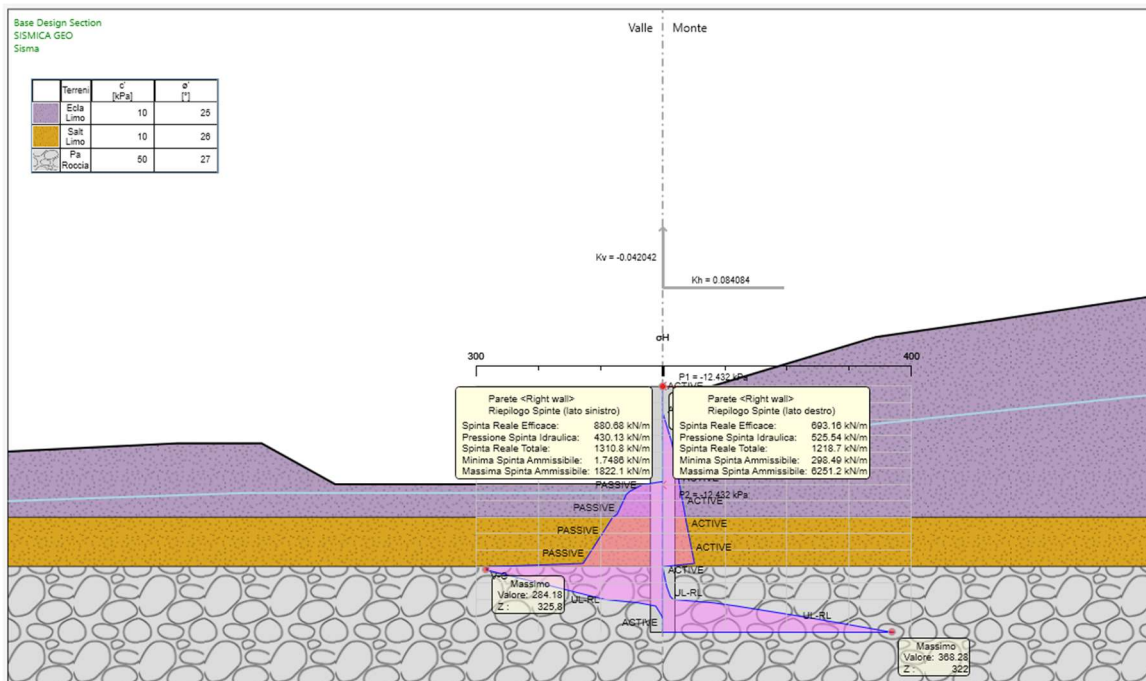 Base Design Section
SISMICA GEO
Sisma
Valle
Monte
Terreni c' [kPa] ø' [°]
Ecla Limo 10 25
Salt Limo 10 26
Pa Roccia 50 27
Kv = -0.042042
Kh = 0.084084
σH
300
400
P1 = -12.432 kPa
ACTIVE
Parete <Right wall>
Riepilogo Spinte (lato sinistro)
Spinta Reale Efficace: 880.68 kN/m
Pressione Spinta Idraulica: 430.13 kN/m
Spinta Reale Totale: 1310.8 kN/m
Minima Spinta Ammissibile: 1.7486 kN/m
Massima Spinta Ammissibile: 1822.1 kN/m
Parete <Right wall>
Riepilogo Spinte (lato destro)
Spinta Reale Efficace: 693.16 kN/m
Pressione Spinta Idraulica: 525.54 kN/m
Spinta Reale Totale: 1218.7 kN/m
Minima Spinta Ammissibile: 298.49 kN/m
Massima Spinta Ammissibile: 6251.2 kN/m
PASSIVE
P2 = -12.432 kPa
ACTIVE
PASSIVE
ACTIVE
PASSIVE
ACTIVE
ACTIVE
V-C
Massimo
Valore: 284.18
Z : 325.8
UL-RL
UL-RL
UL-RL
ACTIVE
Massimo
Valore: 368.28
Z : 322